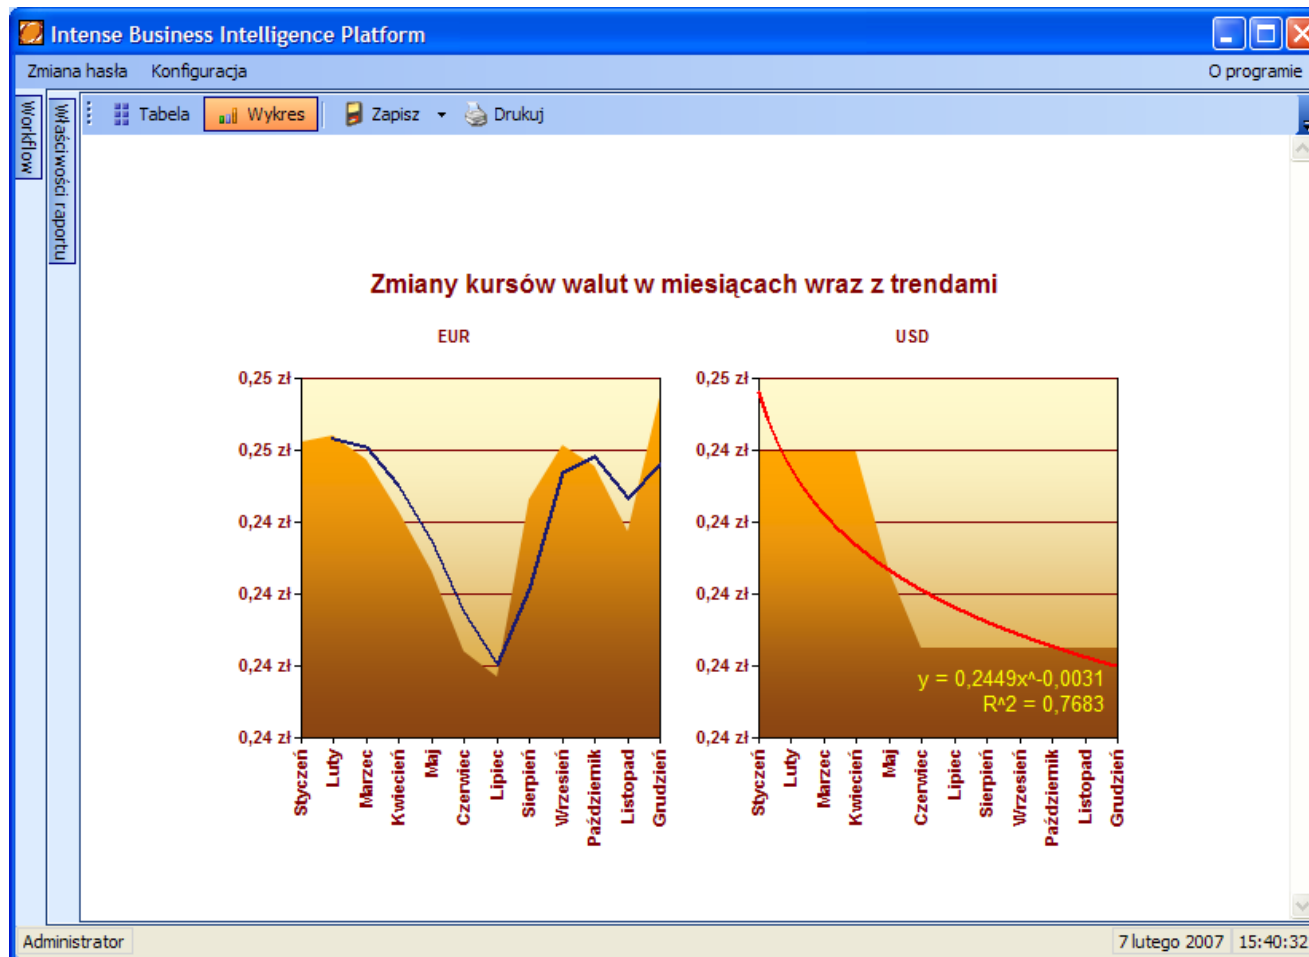 Intense Business Intelligence Platform
Zmiana hasła Konfiguracja O programie
Workflow
Właściwości raportu
Tabela Wykres Zapisz Drukuj
Zmiany kursów walut w miesiącach wraz z trendami
EUR
0,25 zł
0,25 zł
0,24 zł
0,24 zł
0,24 zł
0,24 zł
Styczeń
Luty
Marzec
Kwiecień
Maj
Czerwiec
Lipiec
Sierpień
Wrzesień
Październik
Listopad
Grudzień
USD
0,25 zł
0,24 zł
0,24 zł
0,24 zł
0,24 zł
0,24 zł
y = 0,2449x^-0,0031
R^2 = 0,7683
Styczeń
Luty
Marzec
Kwiecień
Maj
Czerwiec
Lipiec
Sierpień
Wrzesień
Październik
Listopad
Grudzień
Administrator 7 lutego 2007 15:40:32